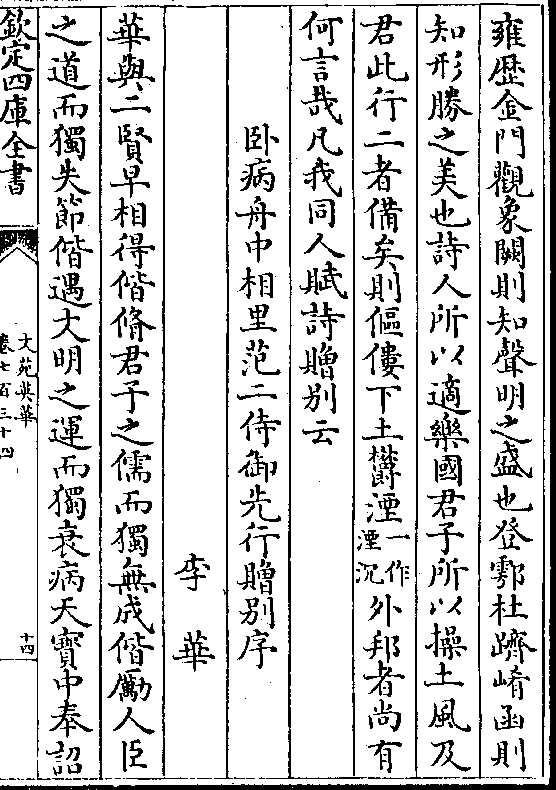 雍歴金門觀象闕則知聲明之盛也登鄠杜躋崤函則
知形勝之美也詩人所以適樂國君子所以操土風及
君此行二者備矣則傴僂下土欝湮一作湮沉外邦者尚有
何言哉凡我同人賦詩贈别云
卧病舟中相里范二侍御先行贈别序
李華
華與二賢早相得偕脩君子之儒而獨無成偕勵人臣
之道而獨失節偕遇大明之運而獨衰病天寶中奉詔
欽定四庫全書
文苑英華
卷七百三十四
十四